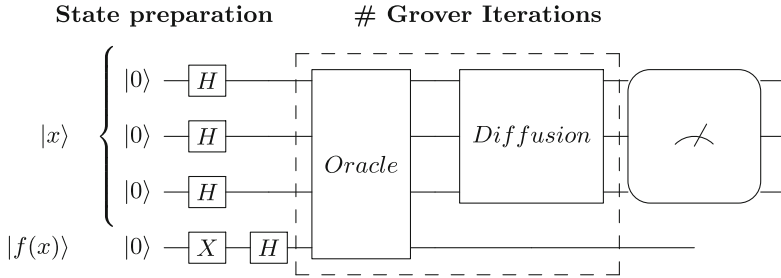 State preparation # Grover Iterations
|0⟩ H
|x⟩ |0⟩ H Oracle Diffusion
|0⟩ H
|f(x)⟩ |0⟩ X H